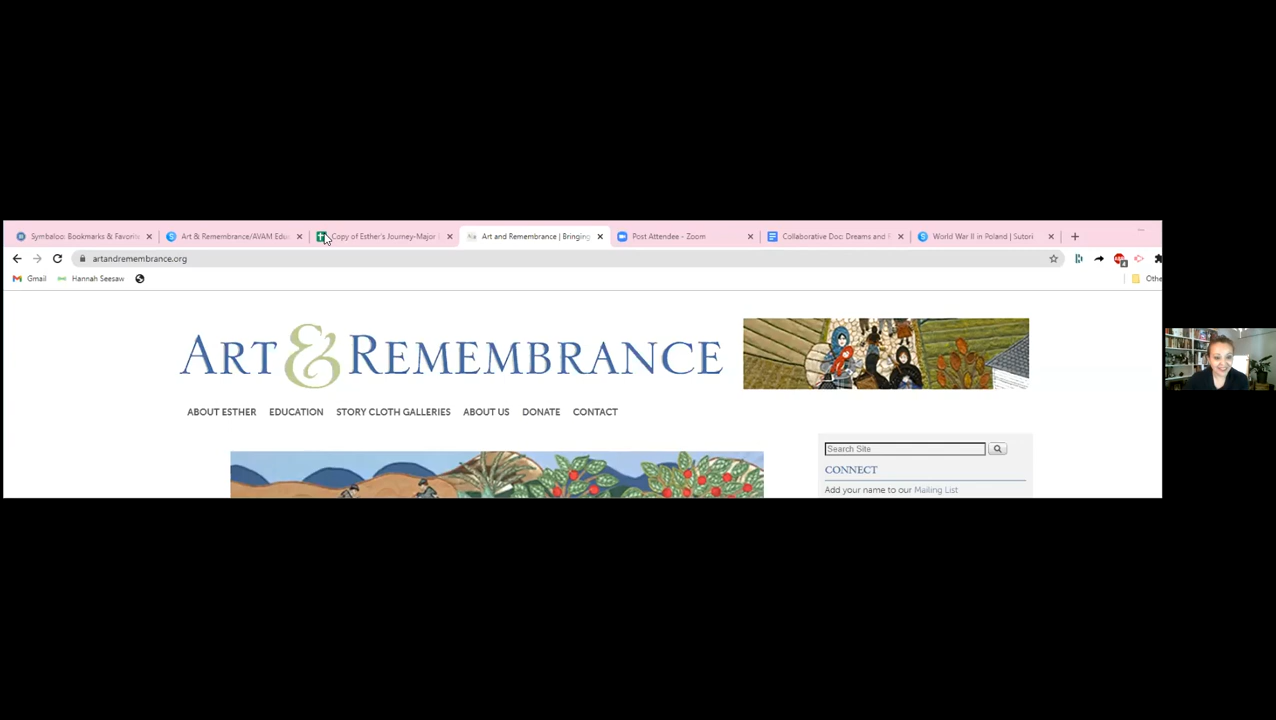 Symbaloo: Bookmarks & Favorite
Art & Remembrance/AVAM Edu
Copy of Esther's Journey-Major
Art and Remembrance | Bringing
Post Attendee - Zoom
Collaborative Doc: Dreams and
World War II in Poland | Sutori
artandremembrance.org
Gmail
Hannah Seesaw
Othe
ART & REMEMBRANCE
ABOUT ESTHER EDUCATION STORY CLOTH GALLERIES ABOUT US DONATE CONTACT
Search Site
CONNECT
Add your name to our Mailing List